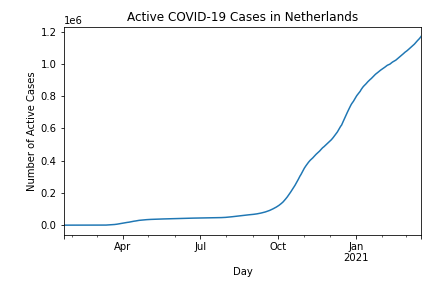 Active COVID-19 Cases in Netherlands
1e6
1.2
1.0
0.8
0.6
0.4
0.2
0.0
Number of Active Cases
Apr
Jul
Oct
Jan
2021
Day